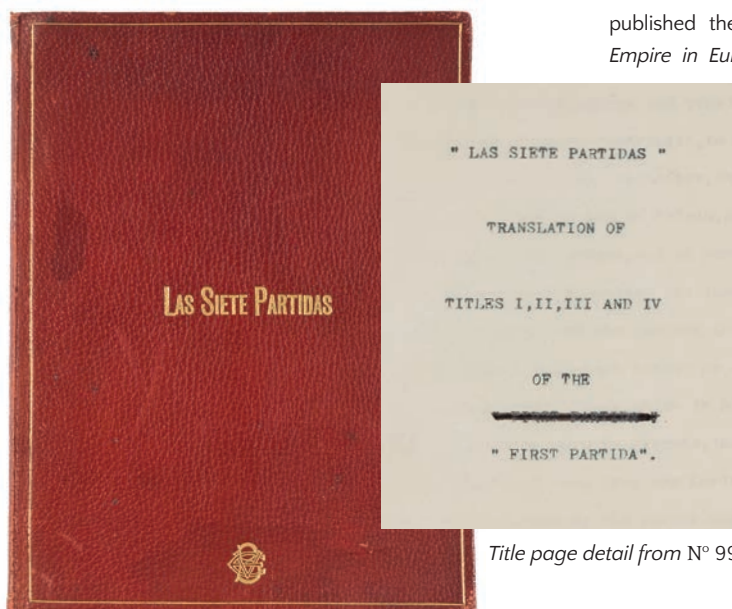 published the
Empire in Eu
LAS SIETE PARTIDAS
" LAS SIETE PARTIDAS "
TRANSLATION OF
TITLES I,II,III AND IV
OF THE
" FIRST PARTIDA".
Title page detail from Nº 99